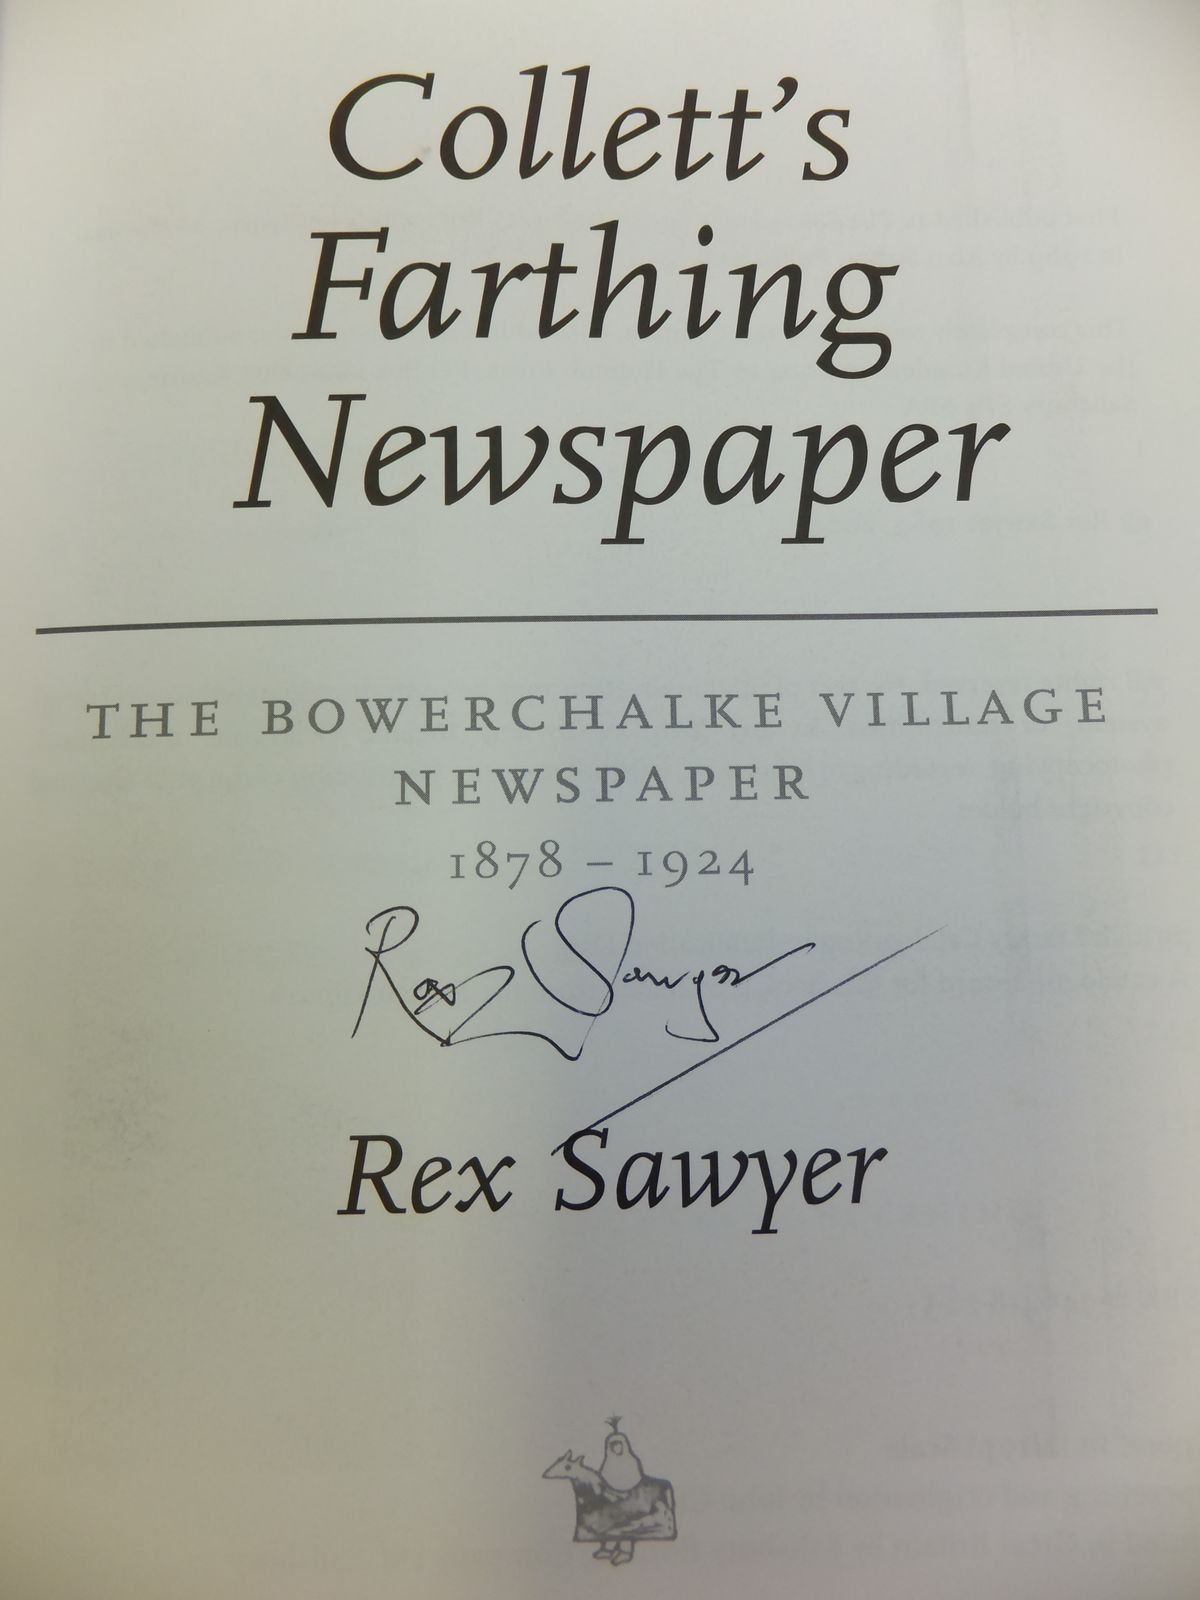 Collett's
Farthing
Newspaper
THE BOWERCHALKE VILLAGE
NEWSPAPER
1878 – 1924
Rex Sawyer
Rex Sawyer